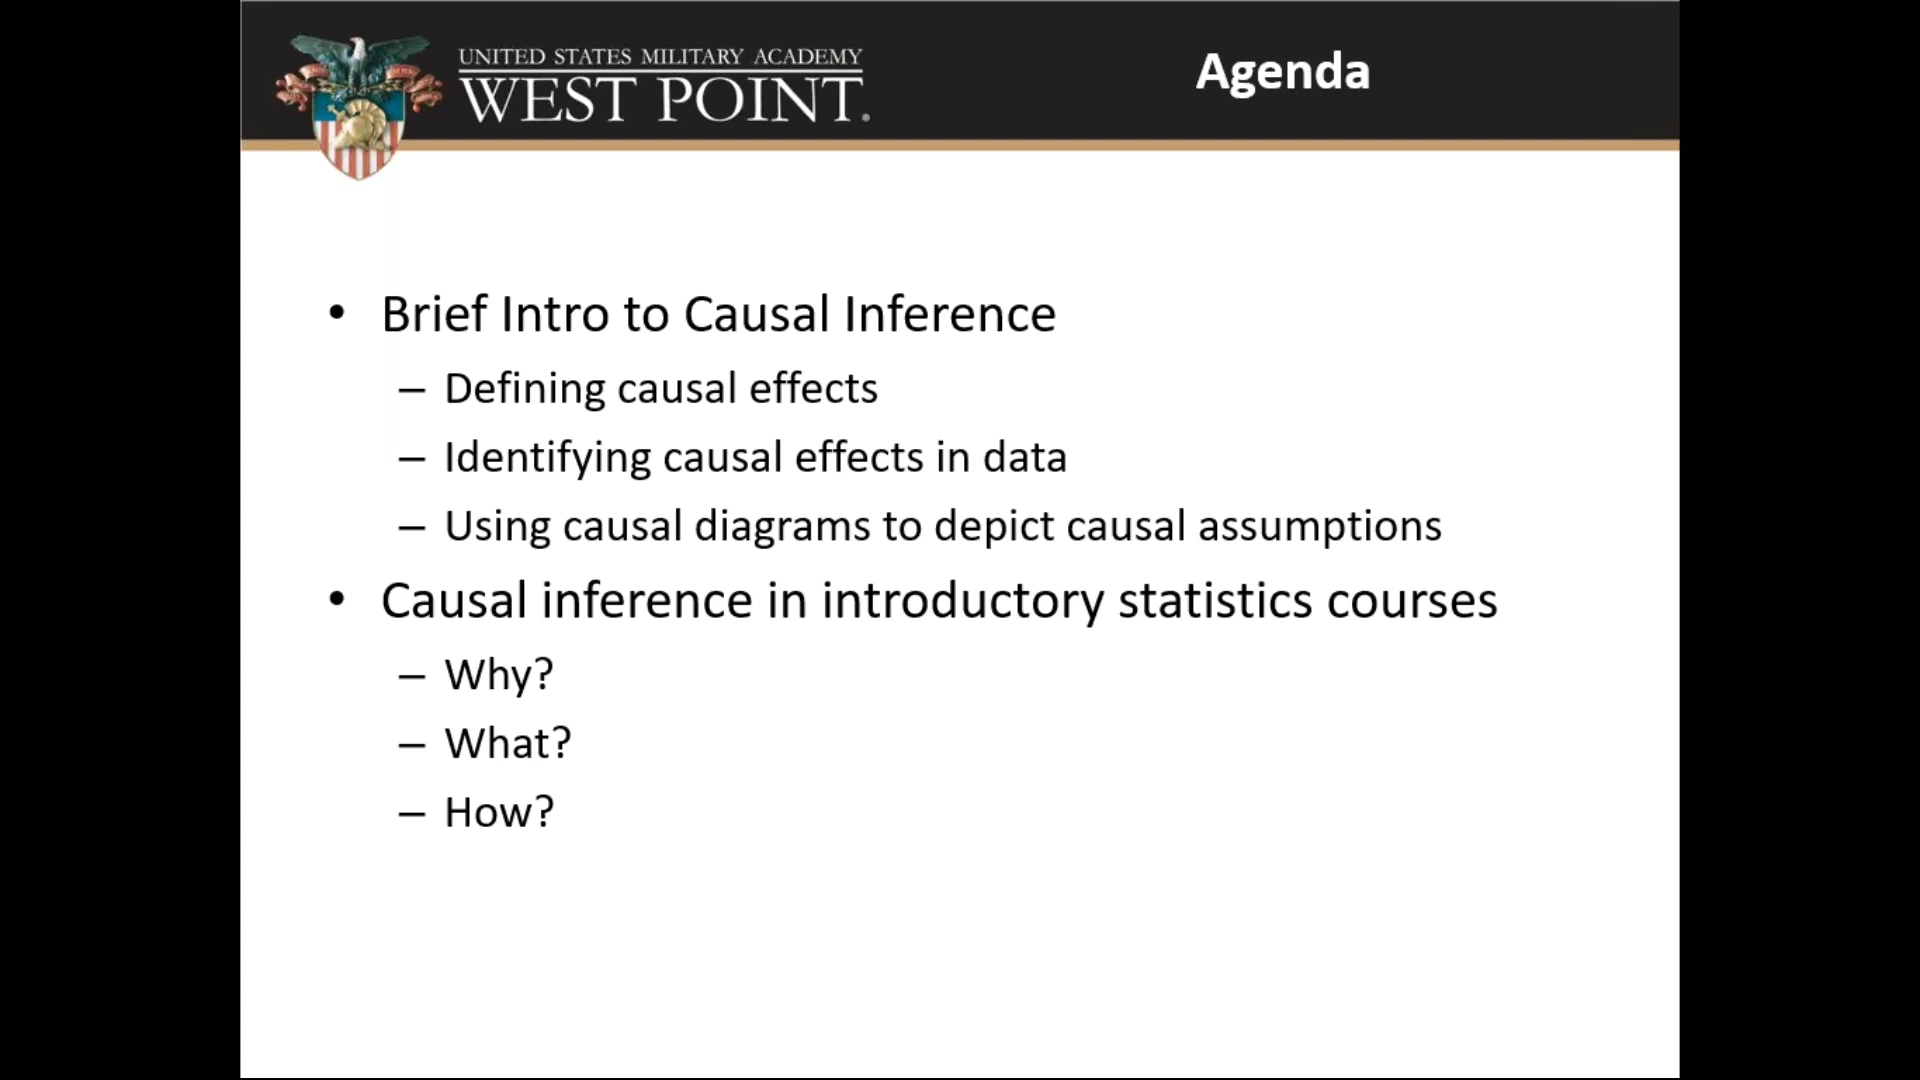 UNITED STATES MILITARY ACADEMY
WEST POINT.
Agenda
• Brief Intro to Causal Inference
– Defining causal effects
– Identifying causal effects in data
– Using causal diagrams to depict causal assumptions
• Causal inference in introductory statistics courses
– Why?
– What?
– How?